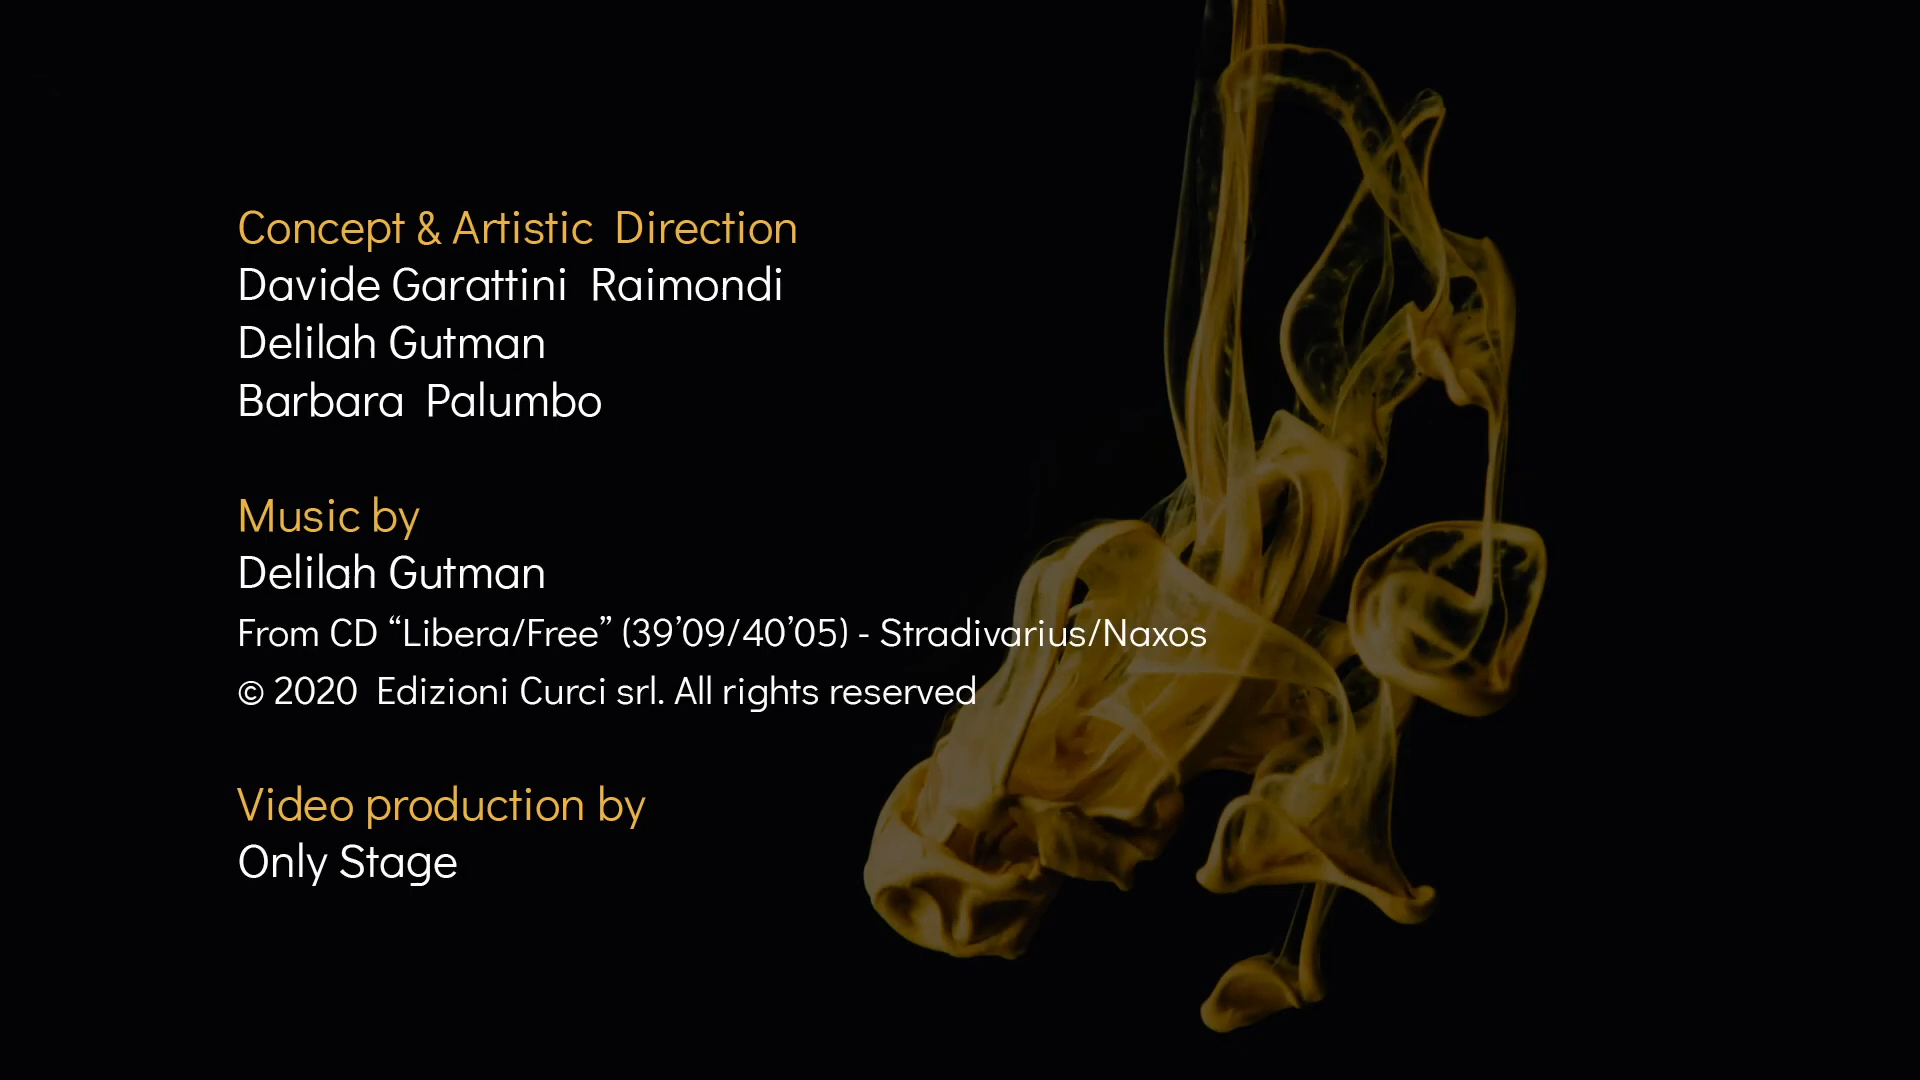 Concept & Artistic Direction
Davide Garattini Raimondi
Delilah Gutman
Barbara Palumbo
Music by
Delilah Gutman
From CD “Libera/Free” (39’09/40’05) - Stradivarius/Naxos
© 2020 Edizioni Curci srl. All rights reserved
Video production by
Only Stage